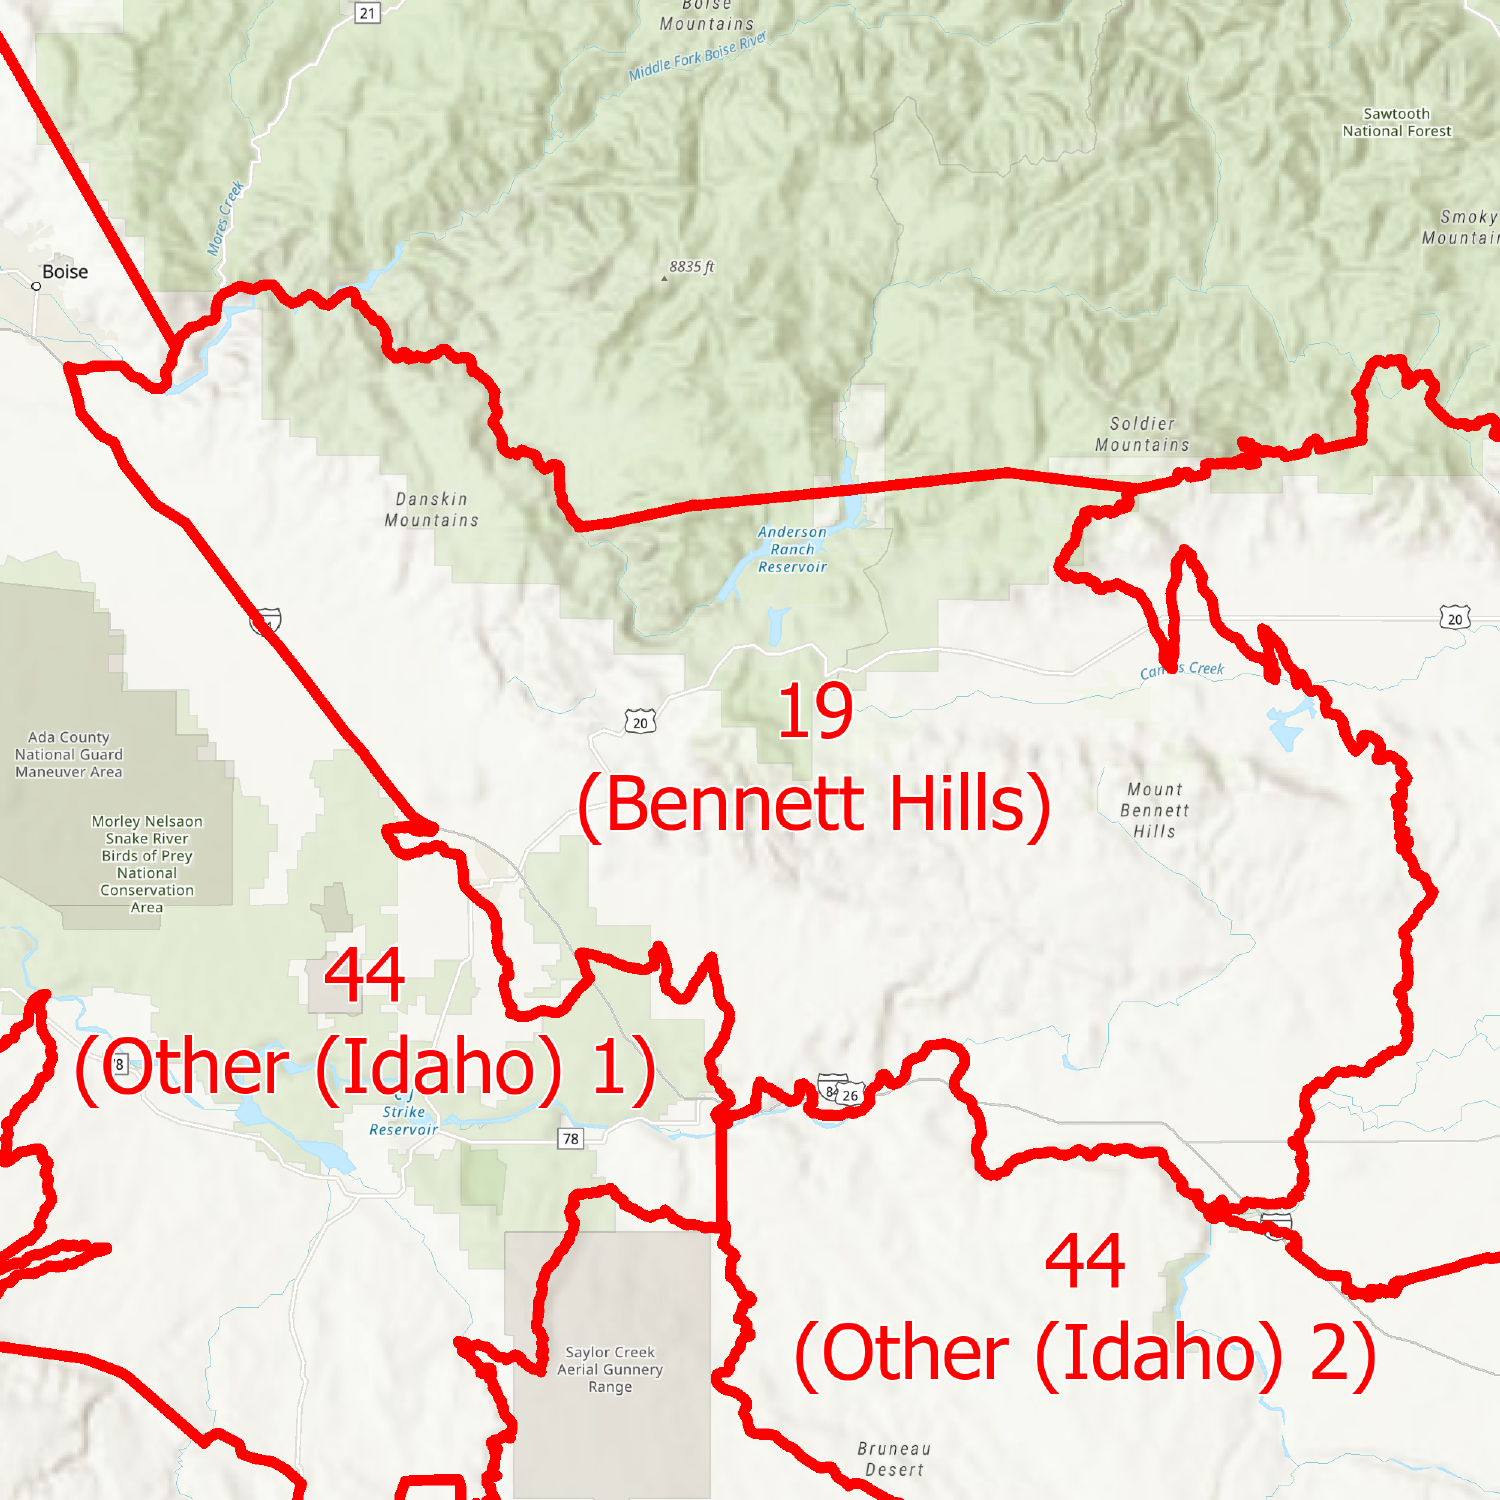 21
Boise
Mountains
Middle Fork Boise River
Sawtooth
National Forest
Mores Creek
Smoky
Boise
8835 ft
Soldier
Mountains
Danskin
Mountains
Anderson
Ranch
Reservoir
20
Creek
20
19
(Bennett Hills)
Ada County
National Guard
Maneuver Area
Mount
Bennett
Hills
Morley Nelsaon
Snake River
Birds of Prey
National
Conservation
Area
44
(Other (Idaho) 1)
84
26
Strike
Reservoir
78
44
(Other (Idaho) 2)
Saylor Creek
Aerial Gunnery
Range
Bruneau
Desert